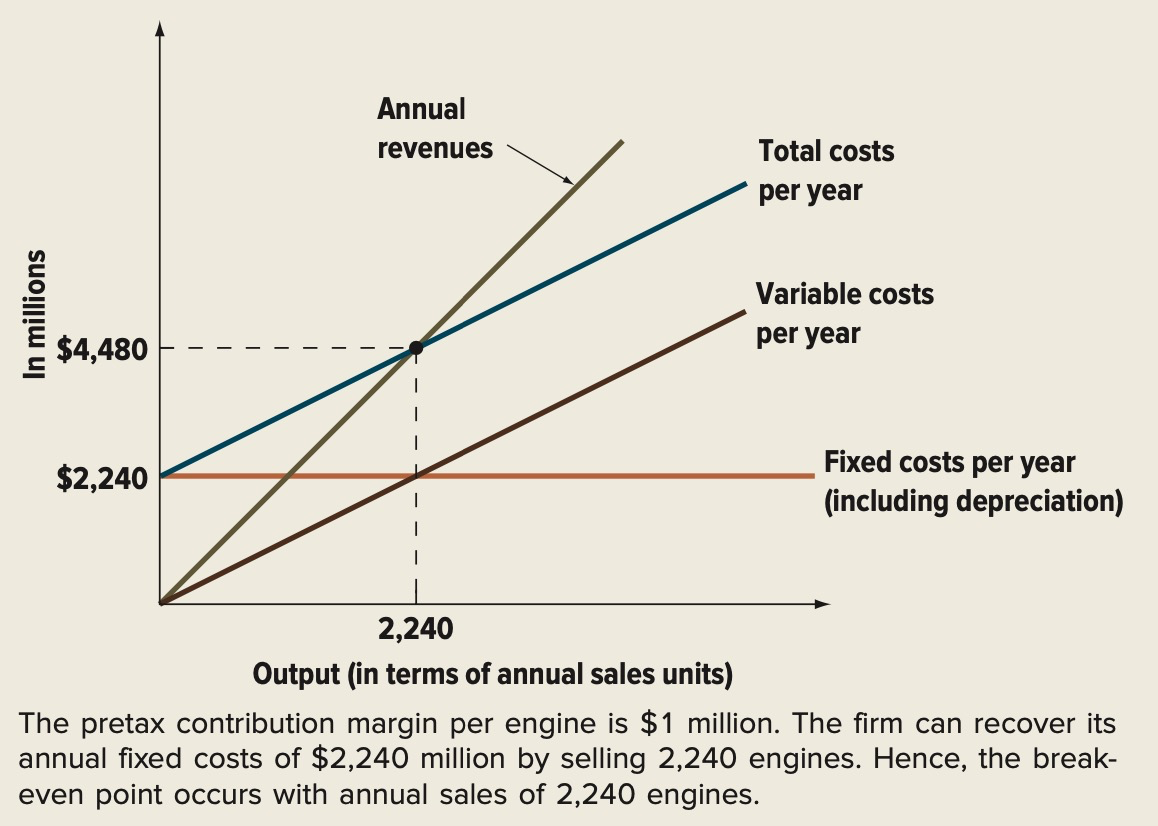 Annual
revenues
Total costs
per year
In millions
Variable costs
per year
$4,480
$2,240
Fixed costs per year
(including depreciation)
2,240
Output (in terms of annual sales units)
The pretax contribution margin per engine is $1 million. The firm can recover its
annual fixed costs of $2,240 million by selling 2,240 engines. Hence, the break-
even point occurs with annual sales of 2,240 engines.